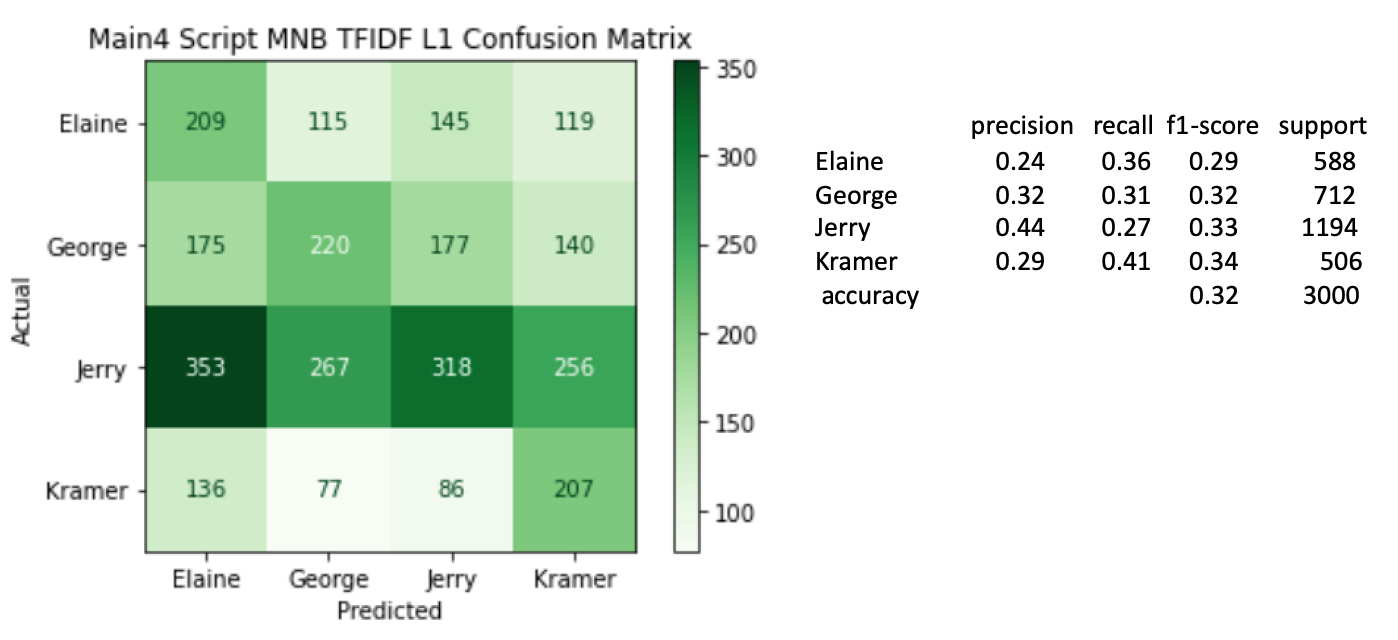 Main4 Script MNB TFIDF L1 Confusion Matrix
Elaine 209 115 145 119
George 175 220 177 140
Jerry 353 267 318 256
Kramer 136 77 86 207
Elaine George Jerry Kramer
Predicted
Actual
350
300
250
200
150
100
precision recall f1-score support
Elaine 0.24 0.36 0.29 588
George 0.32 0.31 0.32 712
Jerry 0.44 0.27 0.33 1194
Kramer 0.29 0.41 0.34 506
accuracy 0.32 3000